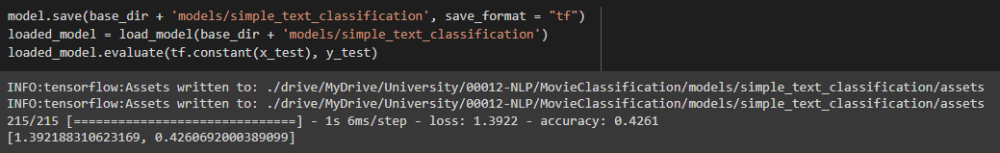 model.save(base_dir + 'models/simple_text_classification', save_format = "tf")
loaded_model = load_model(base_dir + 'models/simple_text_classification')
loaded_model.evaluate(tf.constant(x_test), y_test)
INFO:tensorflow:Assets written to: ./drive/MyDrive/University/00012-NLP/MovieClassification/models/simple_text_classification/assets
INFO:tensorflow:Assets written to: ./drive/MyDrive/University/00012-NLP/MovieClassification/models/simple_text_classification/assets
215/215 [==============================] - 1s 6ms/step - loss: 1.3922 - accuracy: 0.4261
[1.392188310623169, 0.4260692000389099]